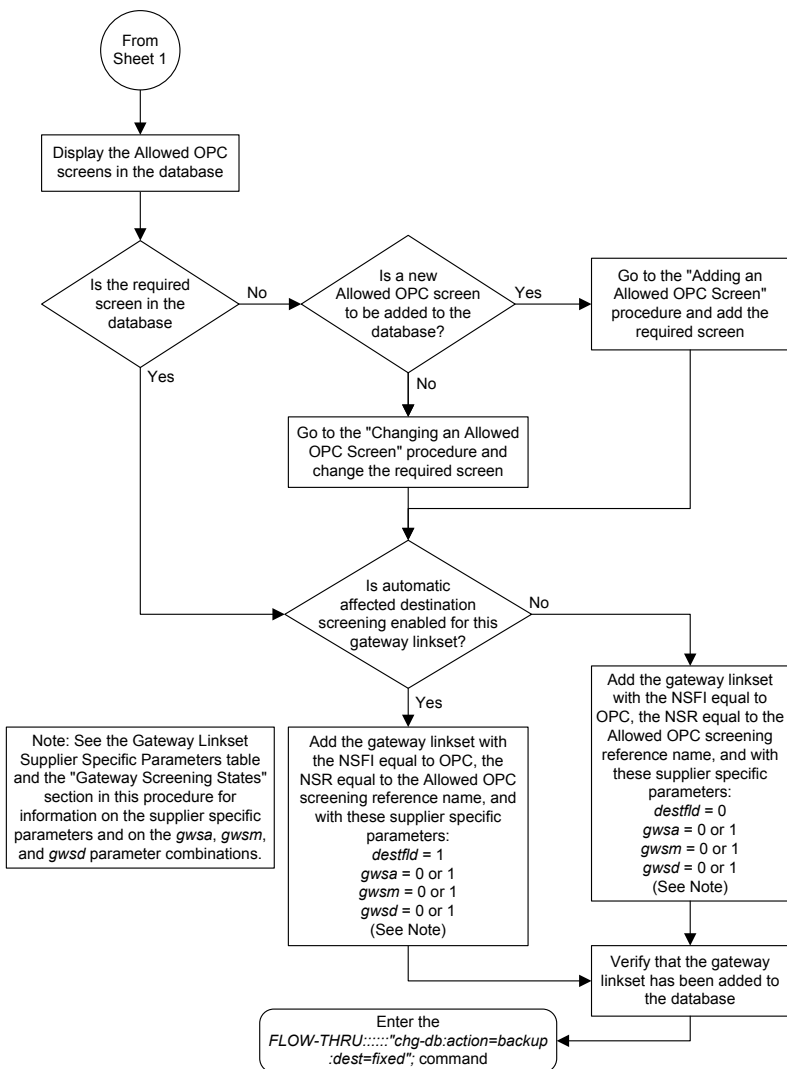 From
Sheet 1
Display the Allowed OPC
screens in the database
Is the required
screen in the
database
No
Yes
Is a new
Allowed OPC screen
to be added to the
database?
Yes
No
Go to the "Adding an
Allowed OPC Screen"
procedure and add the
required screen
Go to the "Changing an Allowed
OPC Screen" procedure and
change the required screen
Is automatic
affected destination
screening enabled for this
gateway linkset?
No
Yes
Note: See the Gateway Linkset
Supplier Specific Parameters table
and the "Gateway Screening States"
section in this procedure for
information on the supplier specific
parameters and on the gwsa, gwsm,
and gwsd parameter combinations.
Add the gateway linkset with
the NSFI equal to OPC, the
NSR equal to the Allowed OPC
screening reference name, and
with these supplier specific
parameters:
destfld = 1
gwsa = 0 or 1
gwsm = 0 or 1
gwsd = 0 or 1
(See Note)
Add the gateway linkset
with the NSFI equal to
OPC, the NSR equal to the
Allowed OPC screening
reference name, and with
these supplier specific
parameters:
destfld = 0
gwsa = 0 or 1
gwsm = 0 or 1
gwsd = 0 or 1
(See Note)
Verify that the gateway
linkset has been added to
the database
Enter the
FLOW-THRU::::::"chg-db:action=backup
:dest=fixed"; command